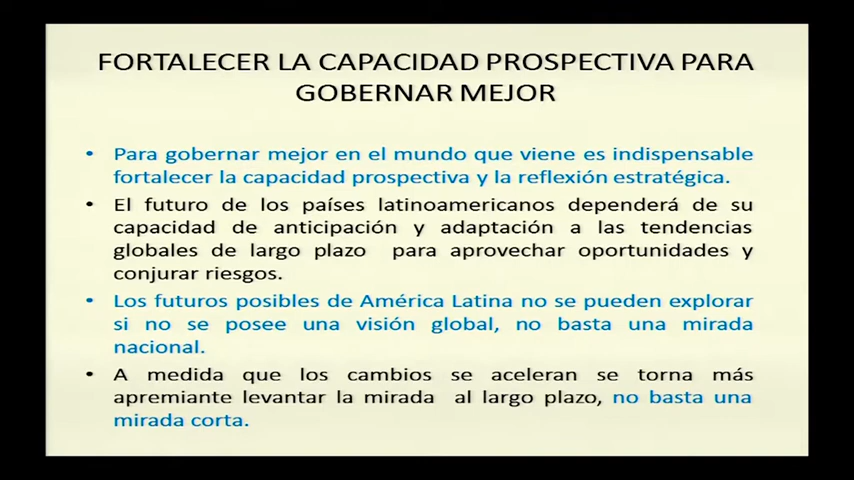 FORTALECER LA CAPACIDAD PROSPECTIVA PARA
GOBERNAR MEJOR
• Para gobernar mejor en el mundo que viene es indispensable
fortalecer la capacidad prospectiva y la reflexión estratégica.
• El futuro de los países latinoamericanos dependerá de su
capacidad de anticipación y adaptación a las tendencias
globales de largo plazo para aprovechar oportunidades y
conjurar riesgos.
• Los futuros posibles de América Latina no se pueden explorar
si no se posee una visión global, no basta una mirada
nacional.
• A medida que los cambios se aceleran se torna más
apremiante levantar la mirada al largo plazo, no basta una
mirada corta.